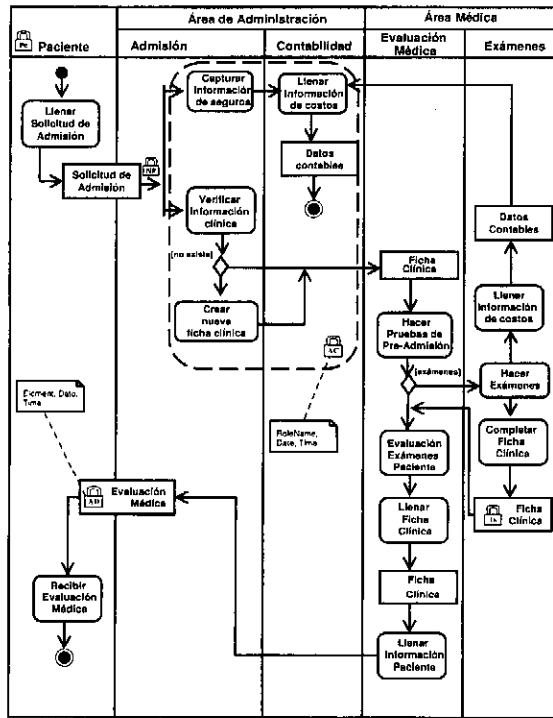 Área de Administración
Área Médica
Paciente
Admisión
Contabilidad
Evaluación
Médica
Exámenes
Llenar
Solicitud de
Admisión
Solicitud de
Admisión
Capturar
Información
de seguros
Llenar
Información
de costos
Datos
contables
Verificar
Información
clínica
[no existe]
Crear
nueva
ficha clínica
AC
RoleName,
Date, Time
Ficha
Clínica
Hacer
Pruebas de
Pre-Admisión
[exámenes]
Datos
Contables
Llenar
Información
de costos
Hacer
Exámenes
Completar
Ficha
Clínica
Ficha
Clínica
Evaluación
Exámenes
Paciente
Llenar
Ficha
Clínica
Ficha
Clínica
Llenar
Información
Paciente
Element, Date,
Time
AD
Evaluación
Médica
Recibir
Evaluación
Médica